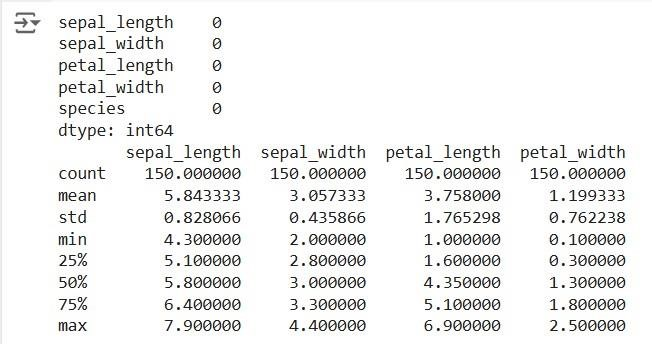 sepal_length    0
sepal_width     0
petal_length    0
petal_width     0
species         0
dtype: int64
       sepal_length  sepal_width  petal_length  petal_width
count    150.000000   150.000000    150.000000   150.000000
mean       5.843333     3.057333      3.758000     1.199333
std        0.828066     0.435866      1.765298     0.762238
min        4.300000     2.000000      1.000000     0.100000
25%        5.100000     2.800000      1.600000     0.300000
50%        5.800000     3.000000      4.350000     1.300000
75%        6.400000     3.300000      5.100000     1.800000
max        7.900000     4.400000      6.900000     2.500000